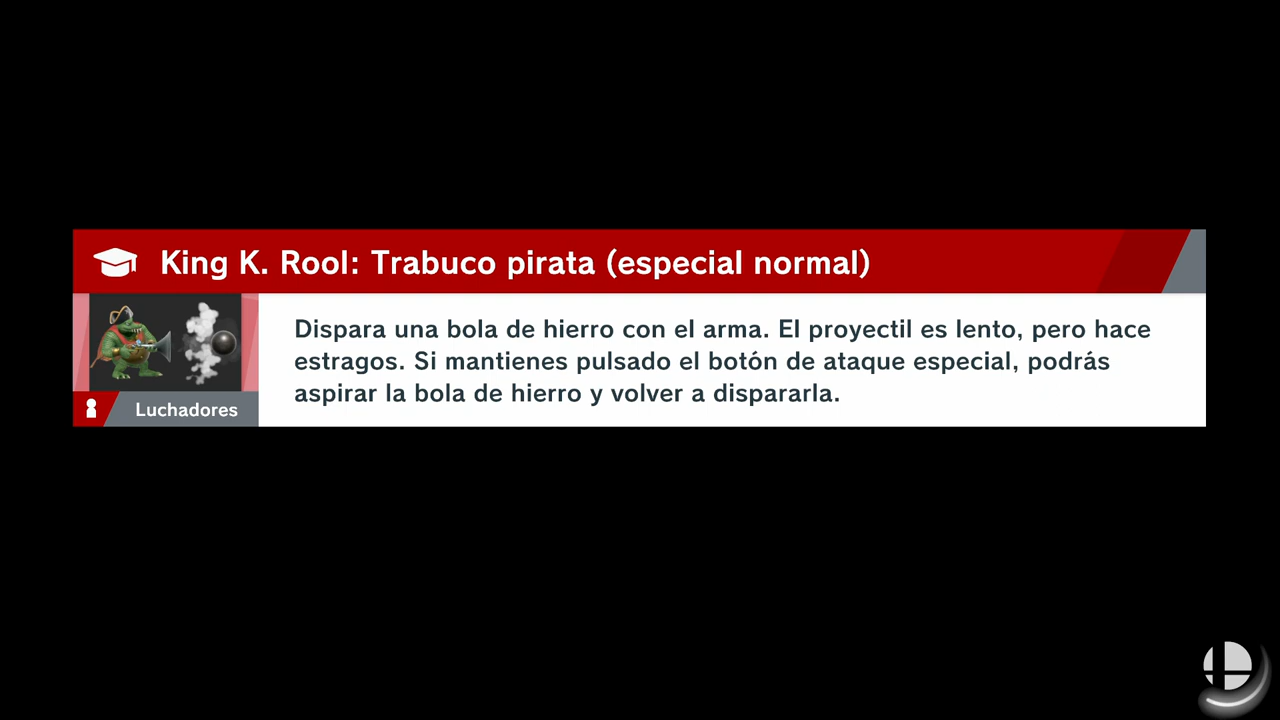 King K. Rool: Trabuco pirata (especial normal)
Dispara una bola de hierro con el arma. El proyectil es lento, pero hace
estragos. Si mantienes pulsado el botón de ataque especial, podrás
aspirar la bola de hierro y volver a dispararla.
Luchadores